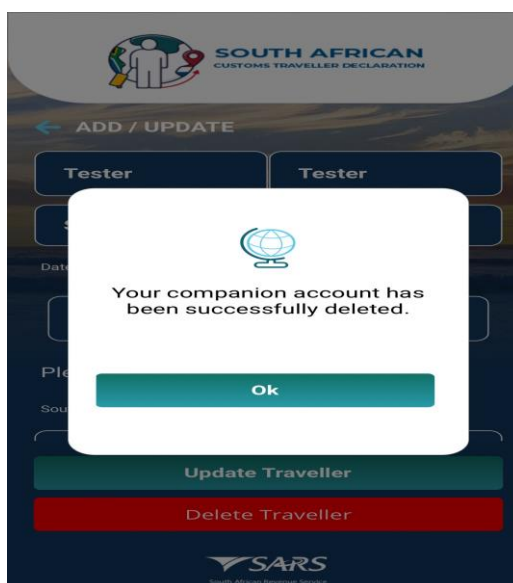 SOUTH AFRICAN
CUSTOMS TRAVELLER DECLARATION
ADD / UPDATE
Tester Tester
Your companion account has
been successfully deleted.
Ok
Update Traveller
Delete Traveller
SARS
South African Revenue Service